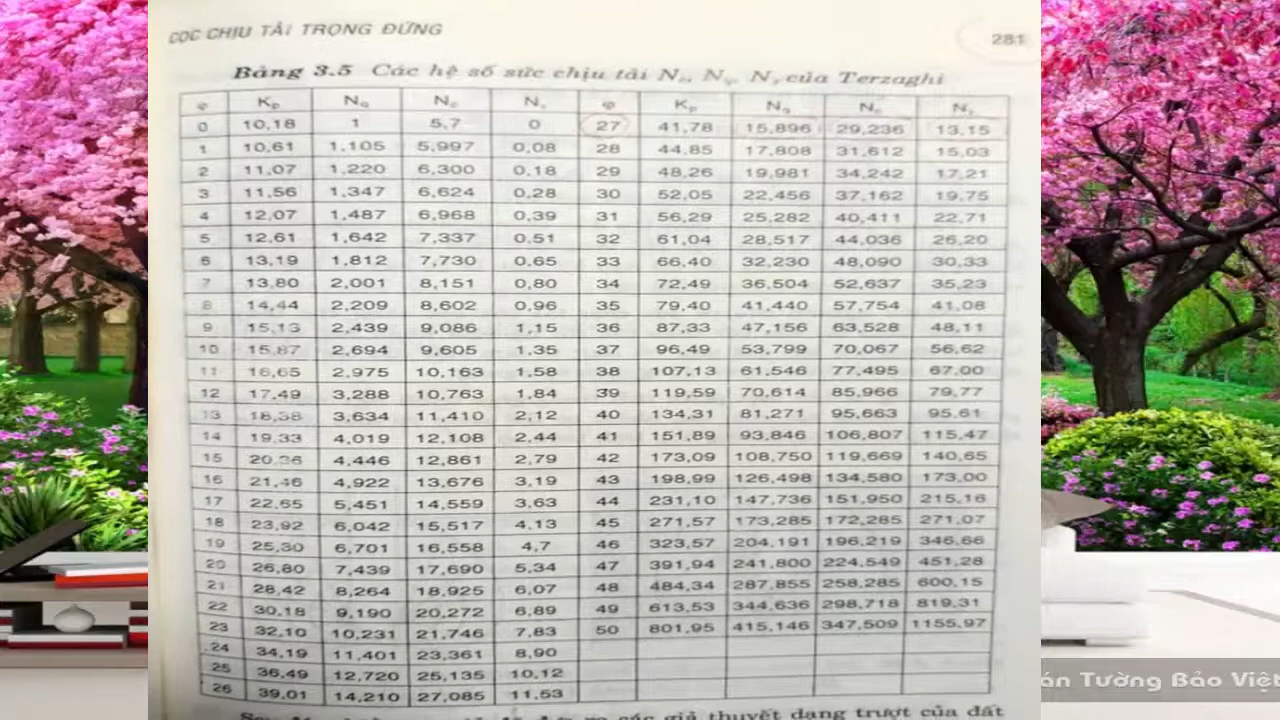 CỌC CHỊU TẢI TRỌNG ĐỨNG 281
Bảng 3.5 Các hệ số sức chịu tải Nc, Nq, Nγ của Terzaghi
φ Kp Nq Nc Nγ φ Kp Nq Nc Nγ
0 10,18 1 5,7 0 27 41,78 15,896 29,236 13,15
1 10,61 1,105 5,997 0,08 28 44,85 17,808 31,612 15,03
2 11,07 1,220 6,300 0,18 29 48,26 19,981 34,242 17,21
3 11,56 1,347 6,624 0,28 30 52,05 22,456 37,162 19,75
4 12,07 1,487 6,968 0,39 31 56,29 25,282 40,411 22,71
5 12,61 1,642 7,337 0,51 32 61,04 28,517 44,036 26,20
6 13,19 1,812 7,730 0,65 33 66,40 32,230 48,090 30,33
7 13,80 2,001 8,151 0,80 34 72,49 36,504 52,637 35,23
8 14,44 2,209 8,602 0,96 35 79,40 41,440 57,754 41,08
9 15,13 2,439 9,086 1,15 36 87,33 47,156 63,528 48,11
10 15,87 2,694 9,605 1,35 37 96,49 53,799 70,067 56,62
11 16,65 2,975 10,163 1,58 38 107,13 61,546 77,495 67.00
12 17,49 3,288 10,763 1,84 39 119,59 70,614 85,966 79,77
13 18,38 3,634 11,410 2,12 40 134,31 81,271 95,663 95,61
14 19,33 4,019 12,108 2,44 41 151,89 93,846 106,807 115,47
15 20,36 4,446 12,861 2,79 42 173,09 108,750 119,669 140,65
16 21,46 4,922 13,676 3,19 43 198,99 126,498 134,580 173,00
17 22,65 5,451 14,559 3,63 44 231,10 147,736 151,950 215,16
18 23,92 6,042 15,517 4,13 45 271,57 173,285 172,285 271,07
19 25,30 6,701 16,558 4,7 46 323,57 204,191 196,219 346,66
20 26,80 7,439 17,690 5,34 47 391,94 241,800 224,549 451,28
21 28,42 8,264 18,925 6,07 48 484,34 287,855 258,285 600,15
22 30,18 9,190 20,272 6,89 49 613,53 344,636 298,718 819,31
23 32,10 10,231 21,746 7,83 50 801,95 415,146 347,509 1155,97
24 34,19 11,401 23,361 8,90
25 36,49 12,720 25,135 10,12
26 39,01 14,210 27,085 11,53
ra các giả thuyết dạng trượt của đất
án Tường Bảo Việt